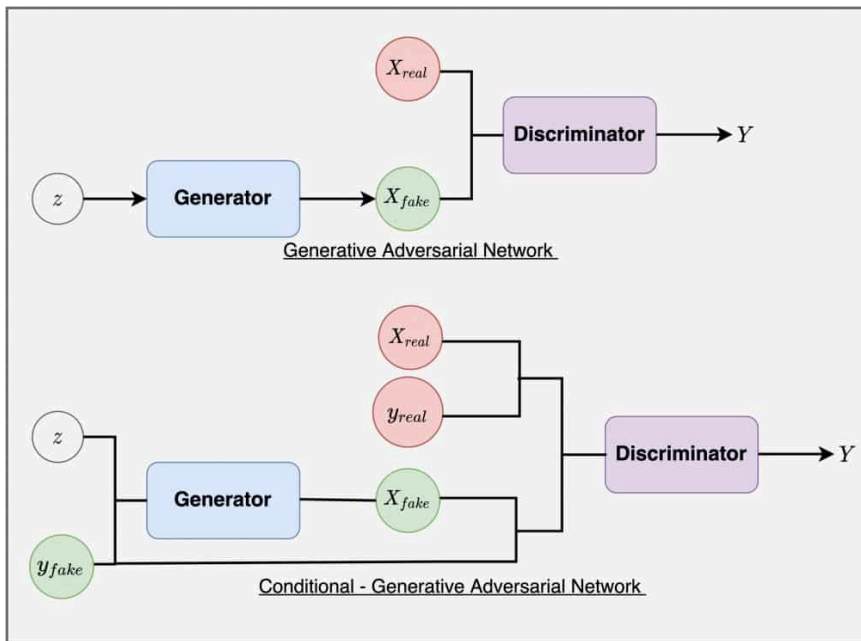 X_real
Discriminator
Y
z
Generator
X_fake
Generative Adversarial Network
X_real
y_real
z
Discriminator
Y
Generator
X_fake
y_fake
Conditional - Generative Adversarial Network